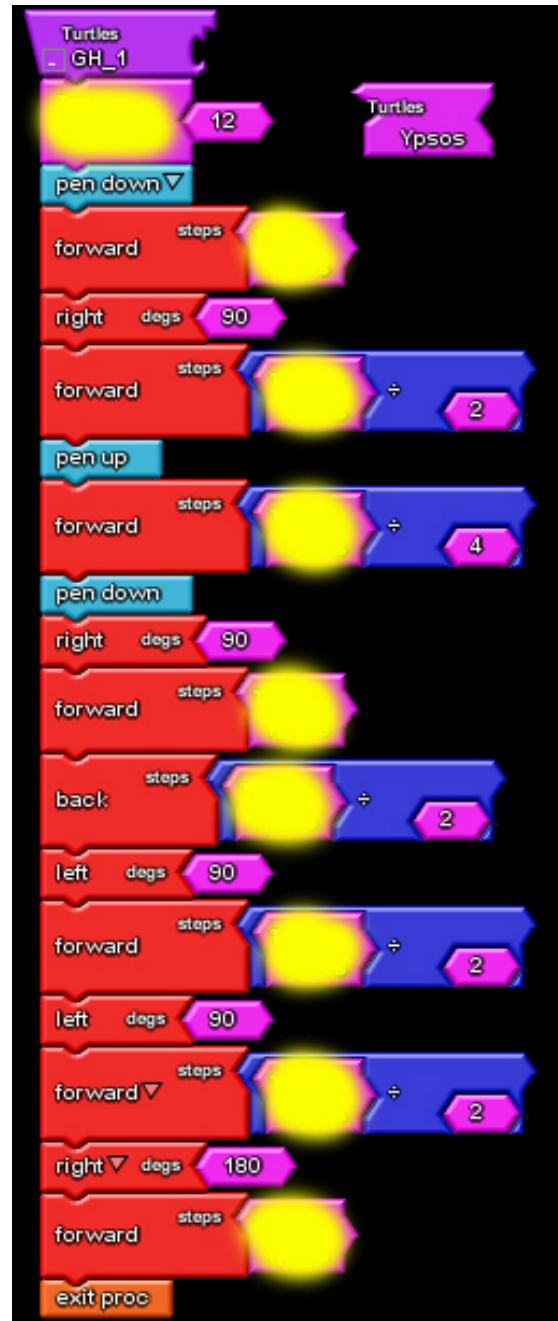 Turtles
- GH_1
12
Turtles
Ypsos
pen down
steps
forward
right degs 90
steps
forward ÷ 2
pen up
steps
forward ÷ 4
pen down
right degs 90
steps
forward
steps
back ÷ 2
left degs 90
steps
forward ÷ 2
left degs 90
steps
forward ÷ 2
right degs 180
steps
forward
exit proc